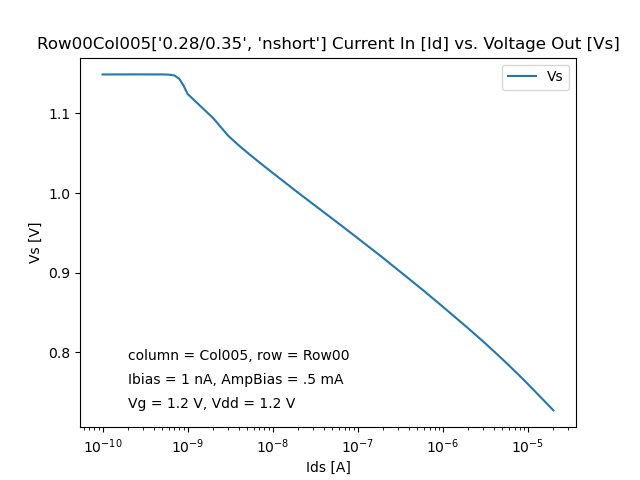 Row00Col005['0.28/0.35', 'nshort'] Current In [Id] vs. Voltage Out [Vs]
Vs
1.1
1.0
0.9
0.8
Vs [V]
column = Col005, row = Row00
Ibias = 1 nA, AmpBias = .5 mA
Vg = 1.2 V, Vdd = 1.2 V
10⁻¹⁰ 10⁻⁹ 10⁻⁸ 10⁻⁷ 10⁻⁶ 10⁻⁵
Ids [A]